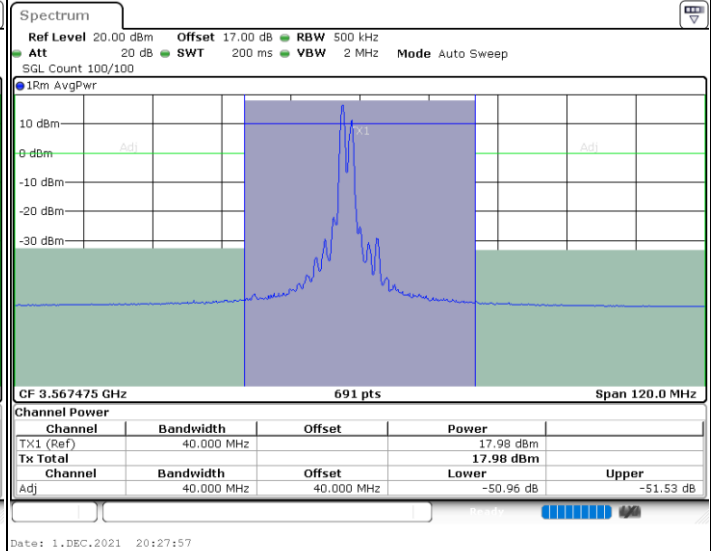 Spectrum
Ref Level 20.00 dBm Offset 17.00 dB RBW 500 kHz
Att 20 dB SWT 200 ms VBW 2 MHz Mode Auto Sweep
SGL Count 100/100
1Rm AvgPwr
10 dBm
TX1
Adj Adj
0 dBm
-10 dBm
-20 dBm
-30 dBm
CF 3.567475 GHz 691 pts Span 120.0 MHz
Channel Power
Channel Bandwidth Offset Power
TX1 (Ref) 40.000 MHz 17.98 dBm
Tx Total 17.98 dBm
Channel Bandwidth Offset Lower Upper
Adj 40.000 MHz 40.000 MHz -50.96 dB -51.53 dB
Ready
Date: 1.DEC.2021 20:27:57